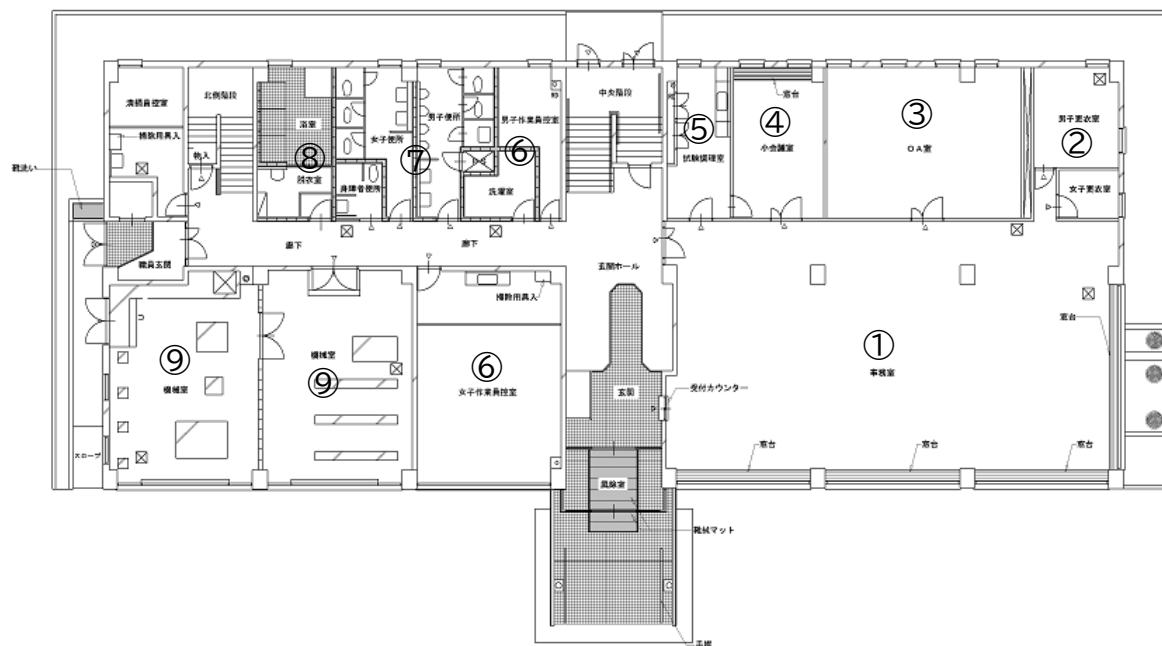 中央階段
北側階段
清掃員控室
掃除用具入
浴室
女子便所
男子便所
男子作業員控室
窓台
③
④
⑤
⑥
⑦
⑧
②
男子更衣室
小会議室
OA室
試験調理室
物入
靴洗い
脱衣室
身障者便所
洗濯室
女子更衣室
廊下
廊下
職員玄関
玄関ホール
掃除用具入
窓台
⑨
機械室
機械室
⑨
⑥
女子作業員控室
①
事務室
玄関
受付カウンター
スロープ
窓台
窓台
窓台
風除室
靴拭マット
手摺